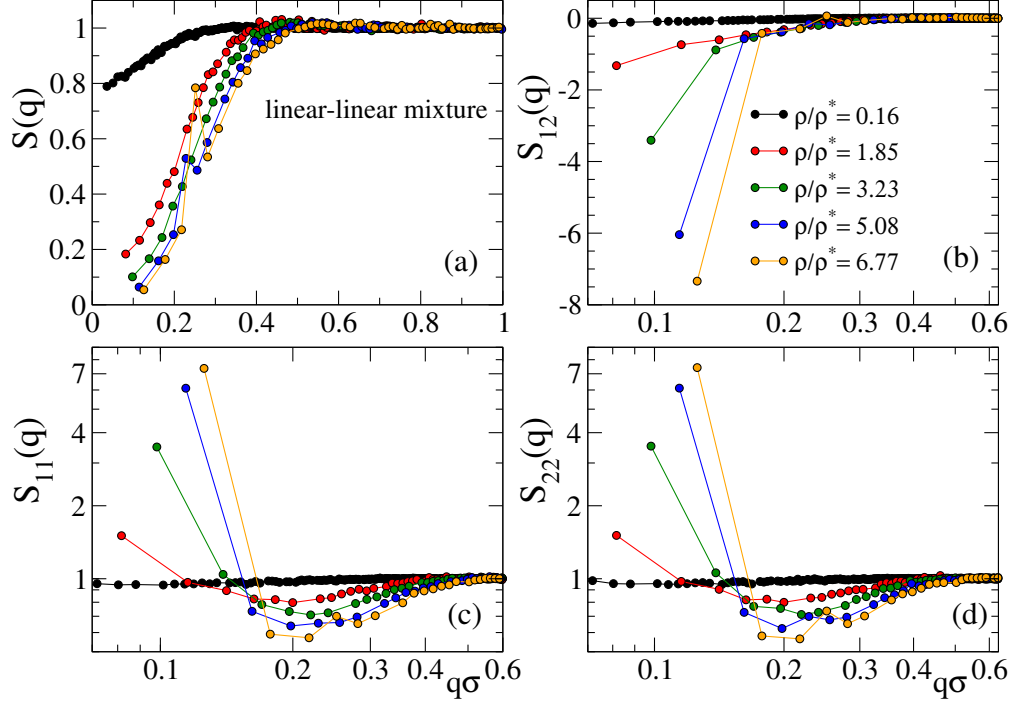 S(q)
1
0.8
0.6
0.4
0.2
0
0 0.2 0.4 0.6 0.8 1
linear-linear mixture
(a)
S₁₂(q)
0
-2
-4
-6
-8
0.1 0.2 0.4 0.6
ρ/ρ* = 0.16
ρ/ρ* = 1.85
ρ/ρ* = 3.23
ρ/ρ* = 5.08
ρ/ρ* = 6.77
(b)
S₁₁(q)
7
4
2
1
0.1 0.2 0.3 0.4 0.6
qσ
(c)
S₂₂(q)
7
4
2
1
0.1 0.2 0.3 0.4 0.6
qσ
(d)